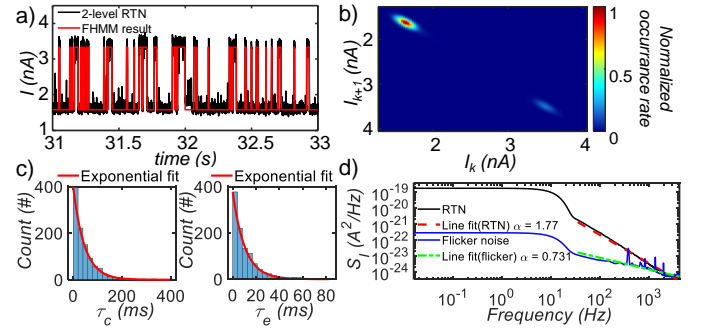 a)
2-level RTN
FHMM result
I (nA)
4
3
2
1
31
31.5
32
32.5
33
time (s)
b)
I_{k+1} (nA)
2
3
4
2
3
4
I_k (nA)
1
0.5
0
Normalized
occurrance rate
c)
Exponential fit
Count (#)
400
200
0
0
200
400
τ_c (ms)
Exponential fit
Count (#)
400
200
0
0
20
40
60
80
τ_e (ms)
d)
S_I (A²/Hz)
10^{-19}
10^{-20}
10^{-21}
10^{-22}
10^{-23}
10^{-24}
RTN
Line fit(RTN) α = 1.77
Flicker noise
Line fit(flicker) α = 0.731
10^{-1}
10^0
10^1
10^2
10^3
Frequency (Hz)